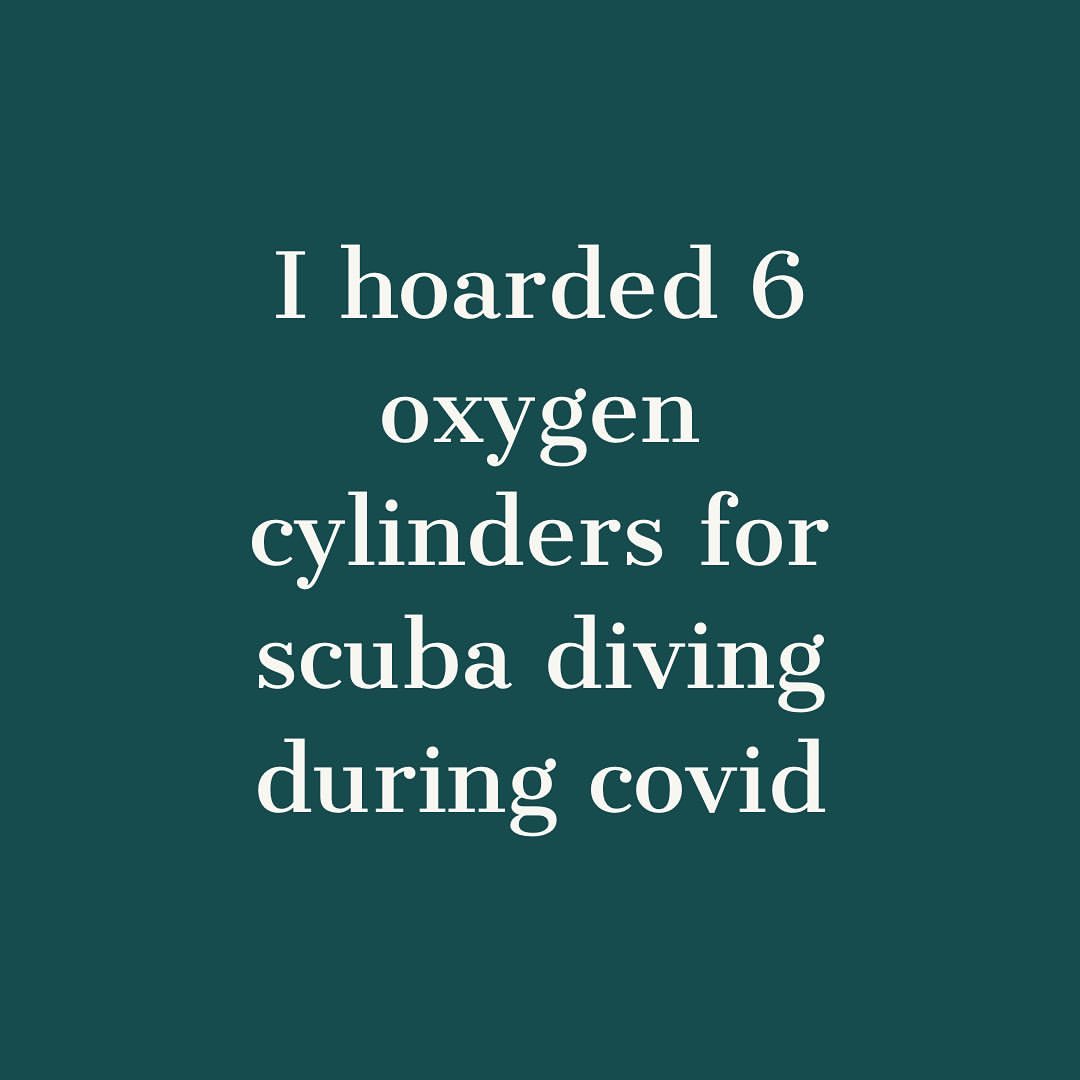 I hoarded 6
oxygen
cylinders for
scuba diving
during covid